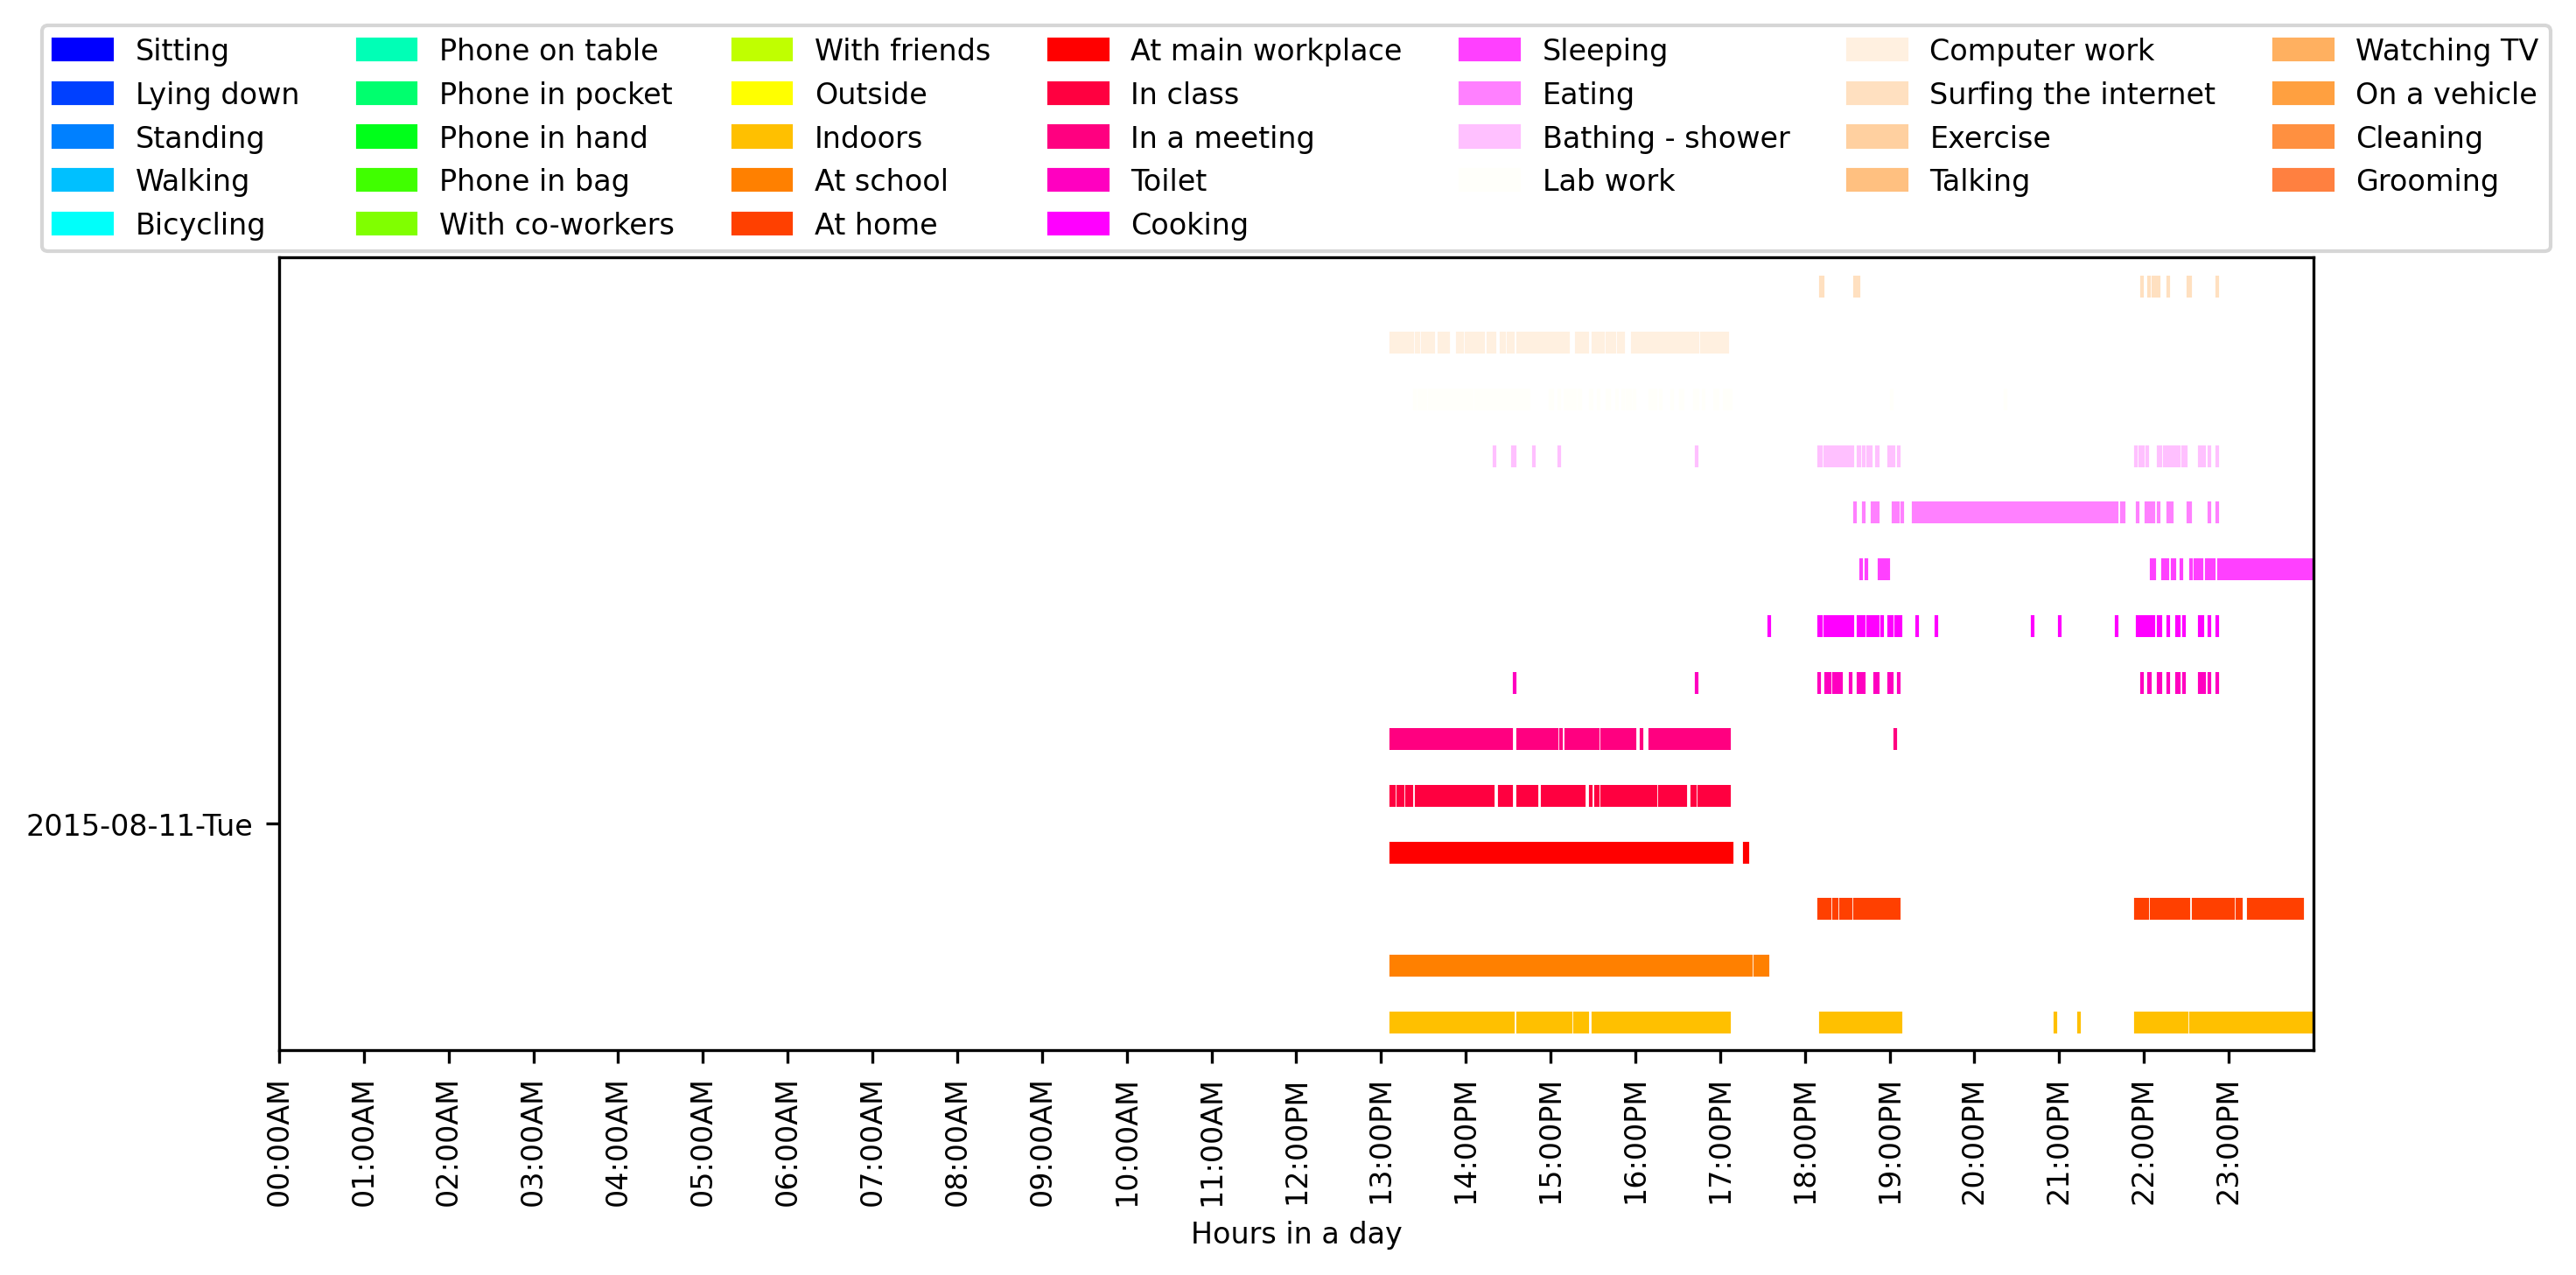 Sitting
Lying down
Standing
Walking
Bicycling
Phone on table
Phone in pocket
Phone in hand
Phone in bag
With co-workers
With friends
Outside
Indoors
At school
At home
At main workplace
In class
In a meeting
Toilet
Cooking
Sleeping
Eating
Bathing - shower
Lab work
Computer work
Surfing the internet
Exercise
Talking
Watching TV
On a vehicle
Cleaning
Grooming
2015-08-11-Tue
00:00AM
01:00AM
02:00AM
03:00AM
04:00AM
05:00AM
06:00AM
07:00AM
08:00AM
09:00AM
10:00AM
11:00AM
12:00PM
13:00PM
14:00PM
15:00PM
16:00PM
17:00PM
18:00PM
19:00PM
20:00PM
21:00PM
22:00PM
23:00PM
Hours in a day